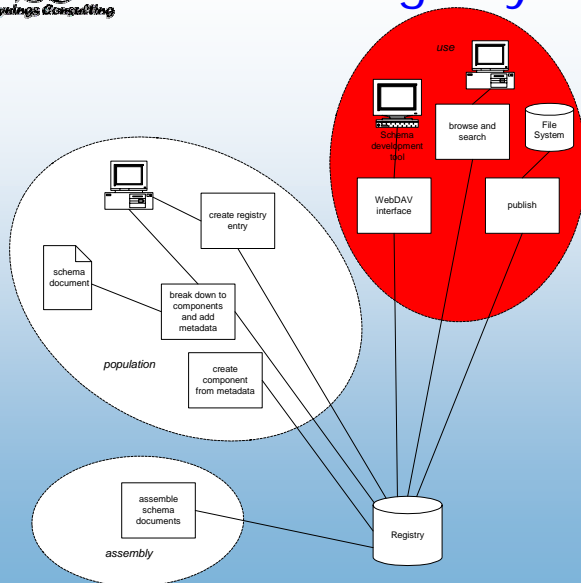 Consulting
use
Schema
development
tool
browse and
search
File
System
WebDAV
interface
publish
create registry
entry
schema
document
break down to
components
and add
metadata
population
create
component
from metadata
assemble
schema
documents
assembly
Registry